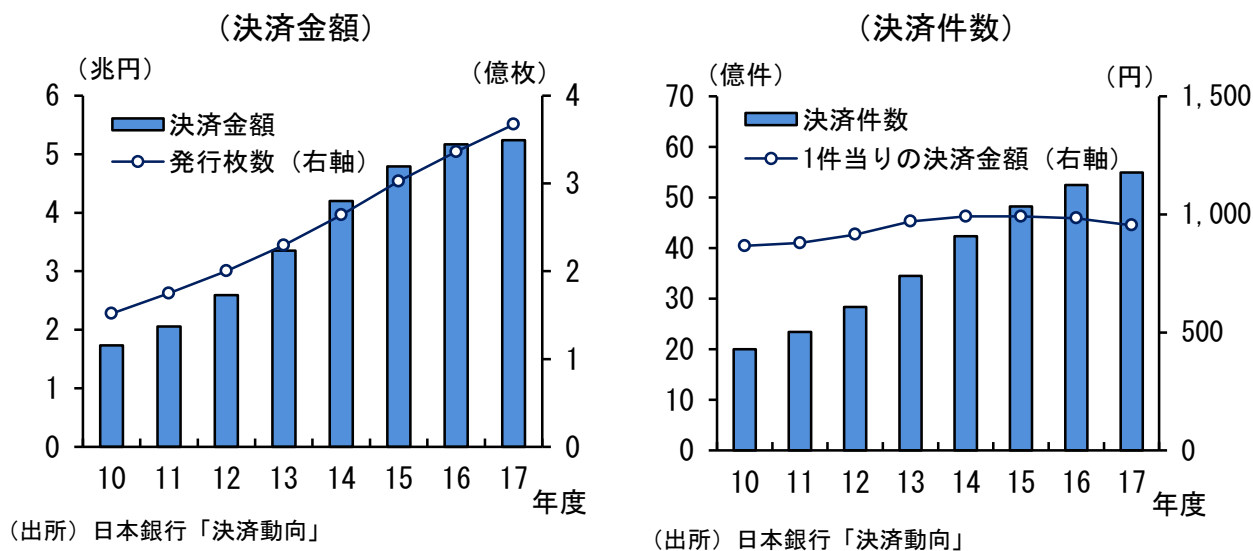 （決済金額）
（兆円）
（億枚）
6
5
4
3
2
1
0
決済金額
発行枚数（右軸）
4
3
2
1
0
10 11 12 13 14 15 16 17
年度
（出所）日本銀行「決済動向」
（決済件数）
（億件）
（円）
70
60
50
40
30
20
10
0
決済件数
1件当りの決済金額（右軸）
1,500
1,000
500
0
10 11 12 13 14 15 16 17
年度
（出所）日本銀行「決済動向」